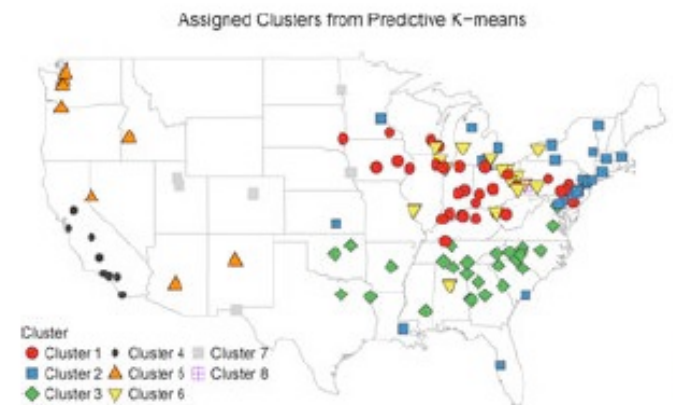 Assigned Clusters from Predictive K-means
Cluster
Cluster 1 Cluster 4 Cluster 7
Cluster 2 Cluster 5 Cluster 8
Cluster 3 Cluster 6